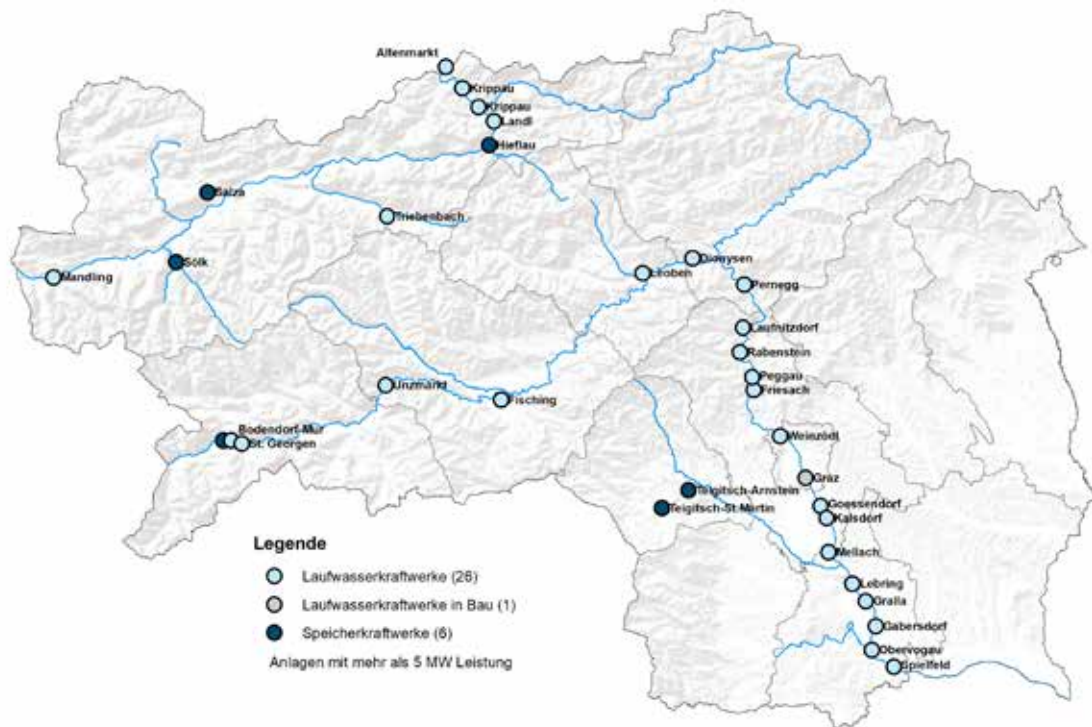 Altenmarkt
Krippau
Krippau
Landl
Hieflau
Salza
Triebenbach
Sölk
Mandling
Leoben
Dionysen
Pernegg
Laufnitzdorf
Rabenstein
Peggau
Friesach
Unzmarkt
Fisching
Bodendorf-Mur
St. Georgen
Weinzödl
Graz
Teigitsch-Arnstein
Teigitsch-St.Martin
Goessendorf
Kalsdorf
Mellach
Lebring
Gralla
Gabersdorf
Obervogau
Spielfeld
Legende
Laufwasserkraftwerke (26)
Laufwasserkraftwerke in Bau (1)
Speicherkraftwerke (6)
Anlagen mit mehr als 5 MW Leistung